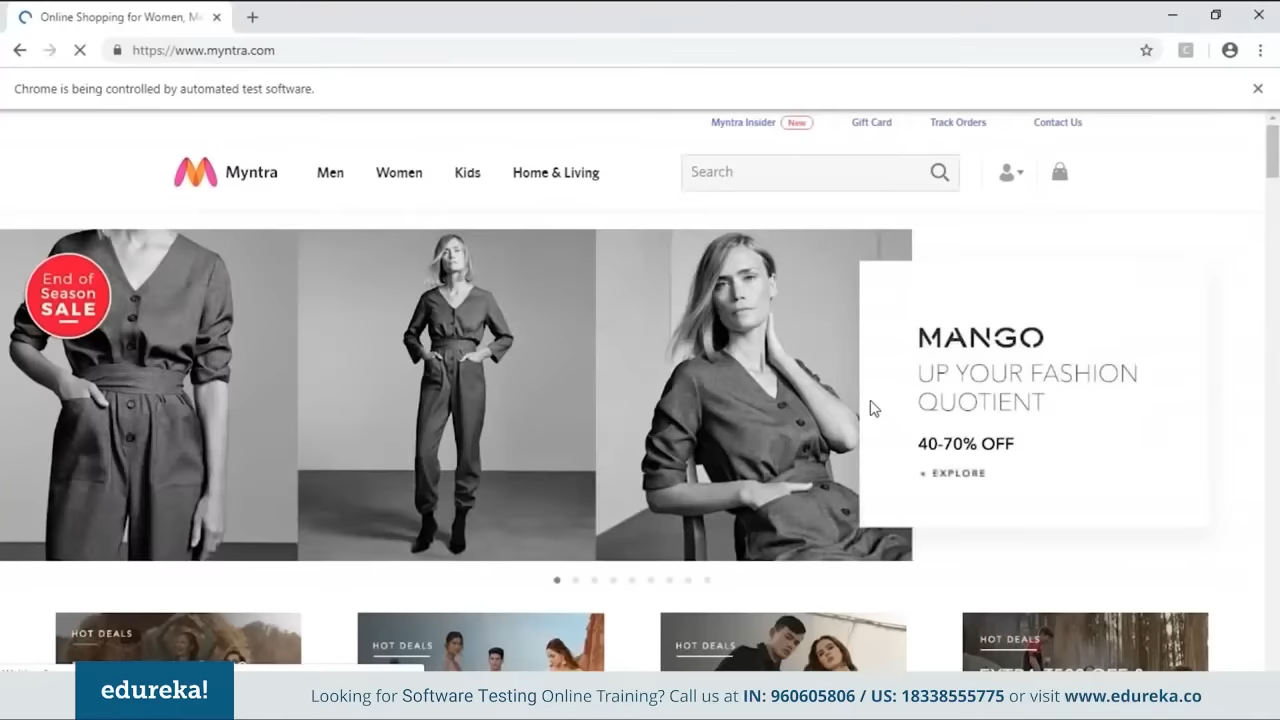 Online Shopping for Women, M
https://www.myntra.com
Chrome is being controlled by automated test software.
Myntra Insider New Gift Card Track Orders Contact Us
Myntra Men Women Kids Home & Living Search
End of
Season
SALE
MANGO
UP YOUR FASHION
QUOTIENT
40-70% OFF
+ EXPLORE
HOT DEALS HOT DEALS HOT DEALS HOT DEALS
edureka!
Looking for Software Testing Online Training? Call us at IN: 960605806 / US: 18338555775 or visit www.edureka.co